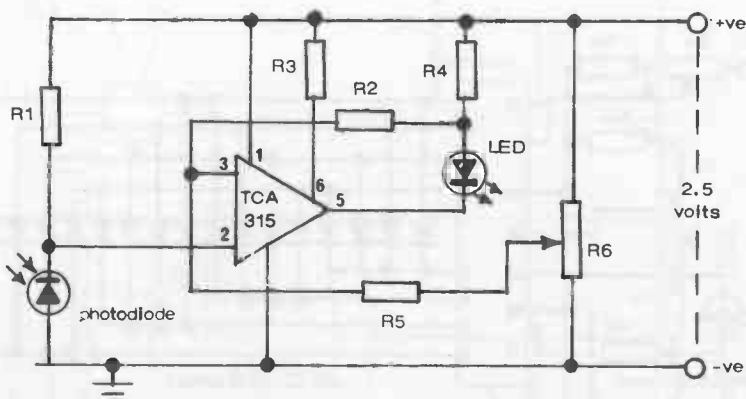 +ve
R3
R4
R2
R1
LED
3
1
6
5
TCA
315
2
2.5
volts
R6
photodiode
R5
-ve